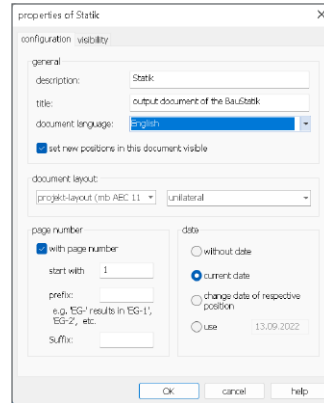 properties of Statik
configuration visibility
general
description: Statik
title: output document of the BauStatik
document language: English
set new positions in this document visible
document layout:
projekt-layout (mb AEC 11 unilateral
page number
with page number
start with 1
prefix:
e.g. 'EG-' results in 'EG-1',
'EG-2', etc.
Suffix:
date
without date
current date
change date of respective
position
use 13.09.2022
OK cancel help